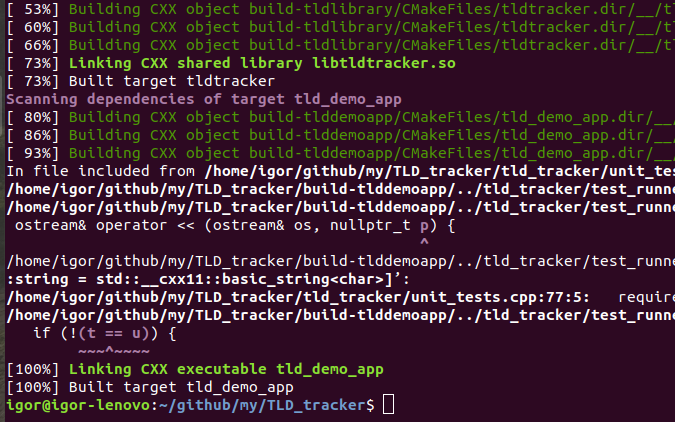 [ 53%] Building CXX object build-tldlibrary/CMakeFiles/tldtracker.dir/__/tl
[ 60%] Building CXX object build-tldlibrary/CMakeFiles/tldtracker.dir/__/tl
[ 66%] Building CXX object build-tldlibrary/CMakeFiles/tldtracker.dir/__/tl
[ 73%] Linking CXX shared library libtldtracker.so
[ 73%] Built target tldtracker
Scanning dependencies of target tld_demo_app
[ 80%] Building CXX object build-tlddemoapp/CMakeFiles/tld_demo_app.dir/__/
[ 86%] Building CXX object build-tlddemoapp/CMakeFiles/tld_demo_app.dir/__/
[ 93%] Building CXX object build-tlddemoapp/CMakeFiles/tld_demo_app.dir/__/
In file included from /home/igor/github/my/TLD_tracker/tld_tracker/unit_tes
/home/igor/github/my/TLD_tracker/build-tlddemoapp/../tld_tracker/test_runne
/home/igor/github/my/TLD_tracker/build-tlddemoapp/../tld_tracker/test_runne
ostream& operator << (ostream& os, nullptr_t p) {
^
/home/igor/github/my/TLD_tracker/build-tlddemoapp/../tld_tracker/test_runne
:string = std::__cxx11::basic_string<char>]’:
/home/igor/github/my/TLD_tracker/tld_tracker/unit_tests.cpp:77:5:   require
/home/igor/github/my/TLD_tracker/build-tlddemoapp/../tld_tracker/test_runne
if (!(t == u)) {
~~~^~~~~
[100%] Linking CXX executable tld_demo_app
[100%] Built target tld_demo_app
igor@igor-lenovo:~/github/my/TLD_tracker$